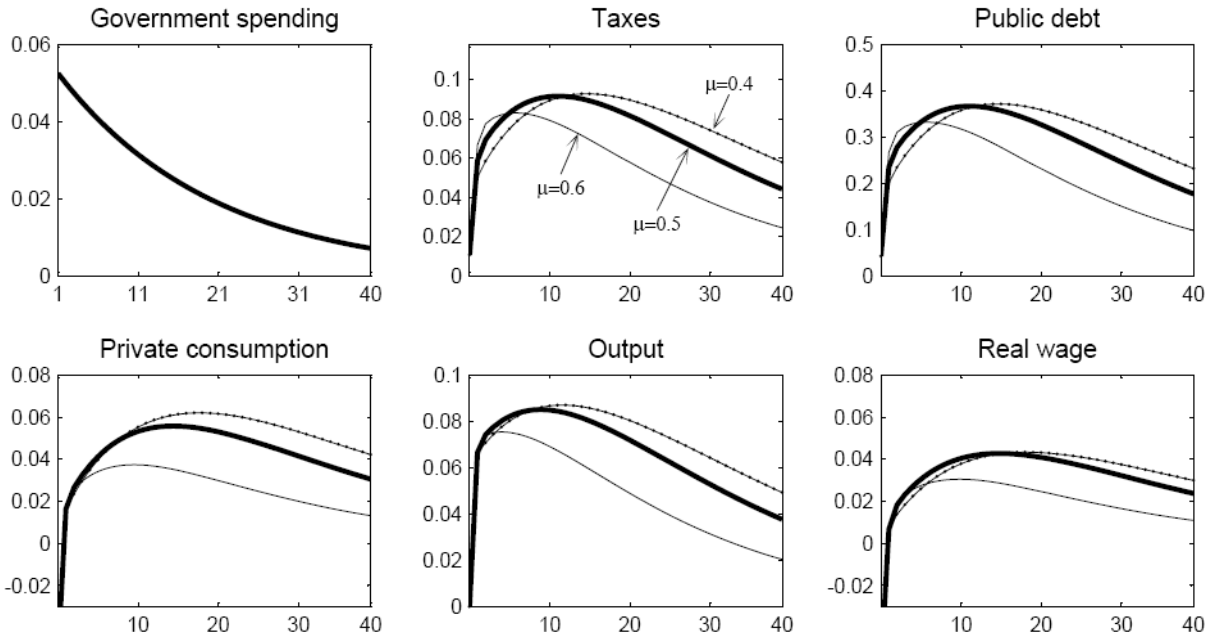 Government spending
0.06
0.04
0.02
0
1 11 21 31 40
Taxes
0.1
0.08
0.06
0.04
0.02
0
10 20 30 40
μ=0.4
μ=0.6
μ=0.5
Public debt
0.5
0.4
0.3
0.2
0.1
0
10 20 30 40
Private consumption
0.08
0.06
0.04
0.02
0
-0.02
10 20 30 40
Output
0.1
0.08
0.06
0.04
0.02
0
10 20 30 40
Real wage
0.08
0.06
0.04
0.02
0
-0.02
10 20 30 40